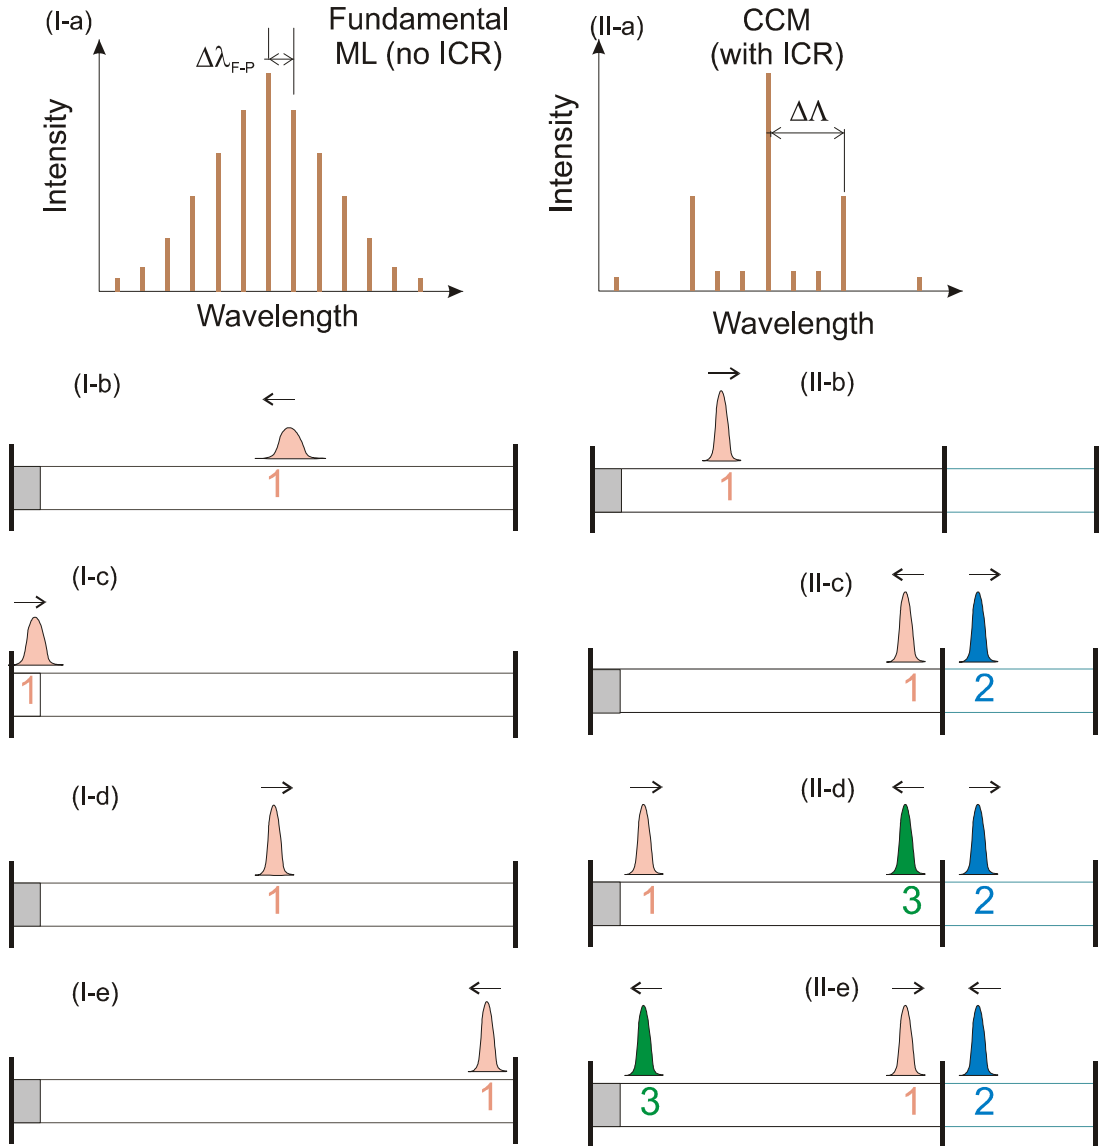 (I-a)
Fundamental
ML (no ICR)
ΔλF-P
Intensity
Wavelength
(II-a)
CCM
(with ICR)
ΔΛ
Intensity
Wavelength
(I-b)
1
(II-b)
1
(I-c)
1
(II-c)
1 2
(I-d)
1
(II-d)
1 3 2
(I-e)
1
(II-e)
3 1 2